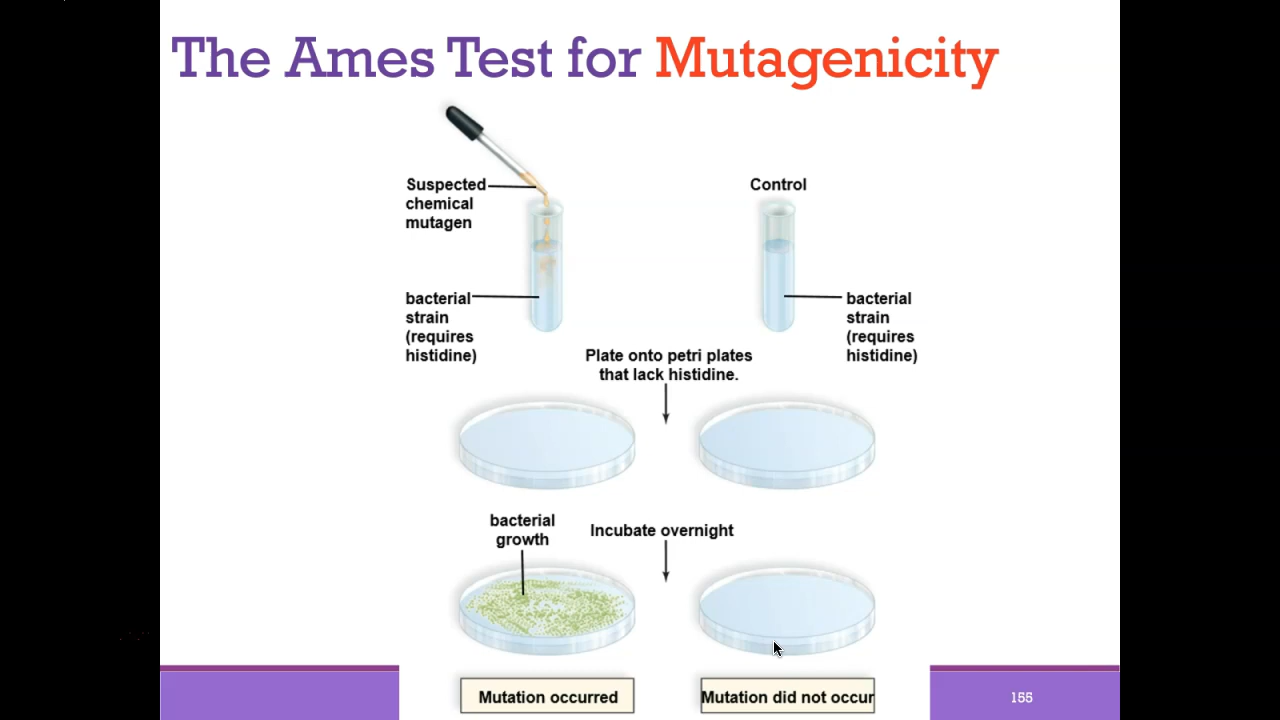 The Ames Test for Mutagenicity
Suspected
chemical
mutagen
Control
bacterial
strain
(requires
histidine)
bacterial
strain
(requires
histidine)
Plate onto petri plates
that lack histidine.
bacterial
growth
Incubate overnight
Mutation occurred
Mutation did not occur
155